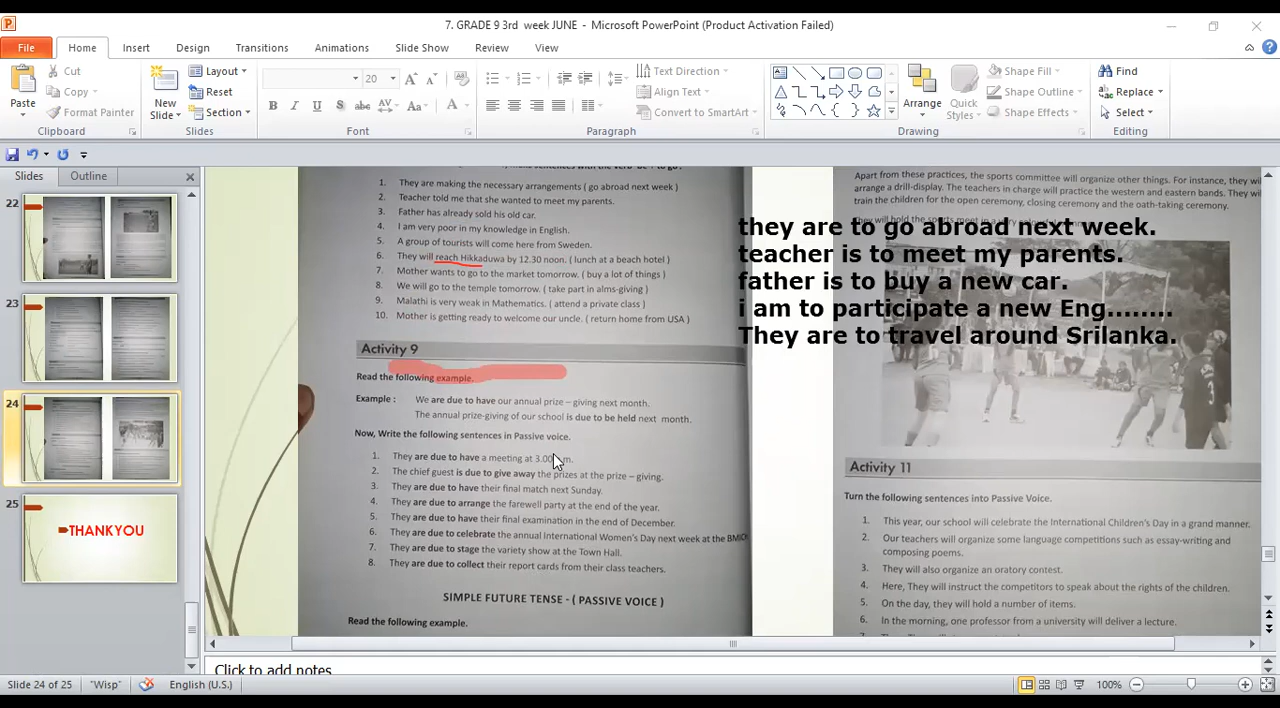 7. GRADE 9 3rd  week JUNE  -  Microsoft PowerPoint (Product Activation Failed)
File Home Insert Design Transitions Animations Slide Show Review View
Paste
Cut
Copy
Format Painter
Clipboard
New Slide
Layout
Reset
Section
Slides
20
Font
Text Direction
Align Text
Convert to SmartArt
Paragraph
Arrange
Quick Styles
Shape Fill
Shape Outline
Shape Effects
Drawing
Find
Replace
Select
Editing
Slides Outline
22
23
24
25
THANKYOU
1. They are making the necessary arrangements ( go abroad next week )
2. Teacher told me that she wanted to meet my parents.
3. Father has already sold his old car.
4. I am very poor in my knowledge in English.
5. A group of tourists will come here from Sweden.
6. They will reach Hikkaduwa by 12.30 noon. ( lunch at a beach hotel )
7. Mother wants to go to the market tomorrow. ( buy a lot of things )
8. We will go to the temple tomorrow. ( take part in alms-giving )
9. Malathi is very weak in Mathematics. ( attend a private class )
10. Mother is getting ready to welcome our uncle. ( return home from USA )
Activity 9
Read the following example.
Example : We are due to have our annual prize – giving next month.
The annual prize-giving of our school is due to be held next month.
Now, Write the following sentences in Passive voice.
1. They are due to have a meeting at 3.00
2. The chief guest is due to give away the prizes at the prize – giving.
3. They are due to have their final match next Sunday.
4. They are due to arrange the farewell party at the end of the year.
5. They are due to have their final examination in the end of December.
6. They are due to celebrate the annual International Women's Day next week at the
7. They are due to stage the variety show at the Town Hall.
8. They are due to collect their report cards from their class teachers.
SIMPLE FUTURE TENSE - ( PASSIVE VOICE )
Read the following example.
Apart from these practices, the sports committee will organize other things. For instance, they wi
arrange a drill-display. The teachers in charge will practice the western and eastern bands. They
train the children for the open ceremony, closing ceremony and the oath-taking ceremony.
they are to go abroad next week.
teacher is to meet my parents.
father is to buy a new car.
i am to participate a new Eng........
They are to travel around Srilanka.
Activity 11
Turn the following sentences into Passive Voice.
1. This year, our school will celebrate the International Children's Day in a grand manner.
2. Our teachers will organize some language competitions such as essay-writing and
composing poems.
3. They will also organize an oratory contest.
4. Here, They will instruct the competitors to speak about the rights of the children.
5. On the day, they will hold a number of items.
6. In the morning, one professor from a university will deliver a lecture.
Click to add notes
Slide 24 of 25 "Wisp" English (U.S.) 100%